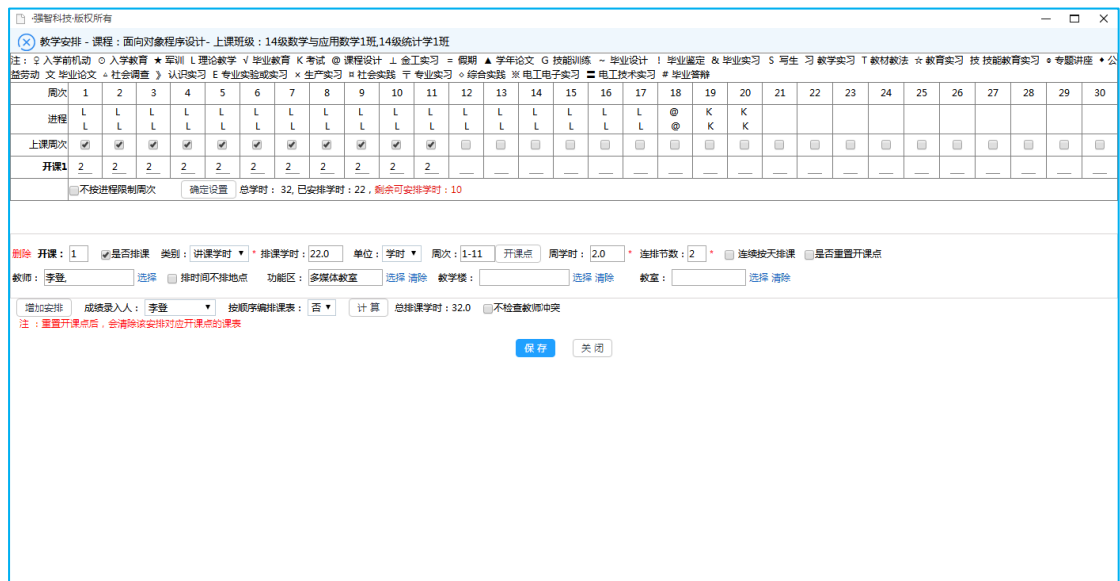 ·强智科技·版权所有
教学安排 - 课程：面向对象程序设计- 上课班级：14级数学与应用数学1班,14级统计学1班
注：♀ 入学前机动 ⊙ 入学教育 ★ 军训 L 理论教学 √ 毕业教育 K 考试 @ 课程设计 ⊥ 金工实习 = 假期 ▲ 学年论文 G 技能训练 ~ 毕业设计 ! 毕业鉴定 & 毕业实习 S 写生 习 教学实习 T 教材教法 ☆ 教育实习 技 技能教育实习 ¤ 专题讲座 ◆ 公
益劳动 文 毕业论文 △ 社会调查 》 认识实习 E 专业实验或实习 × 生产实习 ¤ 社会实践 〒 专业实习 ◇ 综合实践 ※ 电工电子实习 〓 电工技术实习 # 毕业答辩
周次 1 2 3 4 5 6 7 8 9 10 11 12 13 14 15 16 17 18 19 20 21 22 23 24 25 26 27 28 29 30
进程 L L L L L L L L L L L L L L L L L @ K K
L L L L L L L L L L L L L L L L L @ K K
上课周次
开课1 2 2 2 2 2 2 2 2 2 2 2
不按进程限制周次 确定设置 总学时： 32, 已安排学时：22 , 剩余可安排学时：10
删除 开课： 1 是否排课 类别： 讲课学时 * 排课学时： 22.0 单位： 学时 周次： 1-11 开课点 周学时： 2.0 * 连排节数： 2 * 连续按天排课 是否重置开课点
教师： 李登, 选择 排时间不排地点 功能区： 多媒体教室 选择 清除 教学楼： 选择 清除 教室： 选择 清除
增加安排 成绩录入人： 李登 按顺序编排课表： 否 计 算 总排课学时：32.0 不检查教师冲突
注 ：重置开课点后，会清除该安排对应开课点的课表
保 存 关 闭